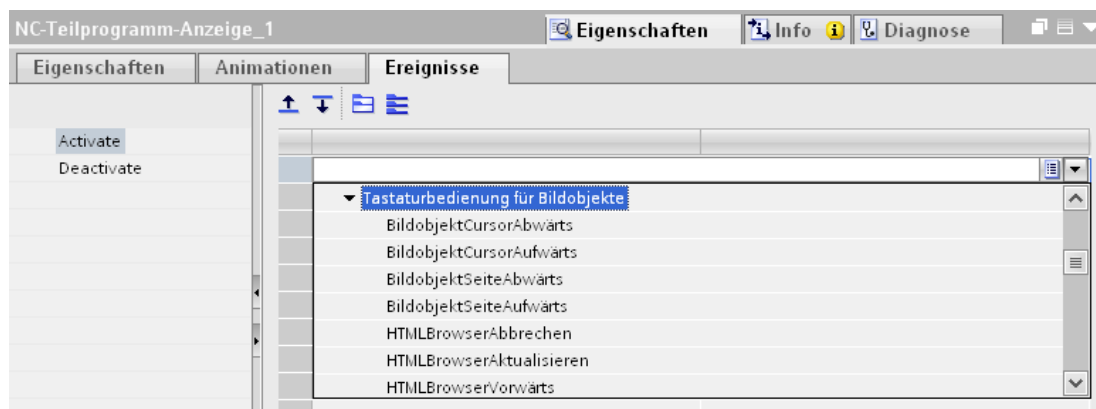 NC-Teilprogramm-Anzeige_1 Eigenschaften Info Diagnose
Eigenschaften Animationen Ereignisse
Activate
Deactivate
Tastaturbedienung für Bildobjekte
BildobjektCursorAbwärts
BildobjektCursorAufwärts
BildobjektSeiteAbwärts
BildobjektSeiteAufwärts
HTMLBrowserAbbrechen
HTMLBrowserAktualisieren
HTMLBrowserVorwärts